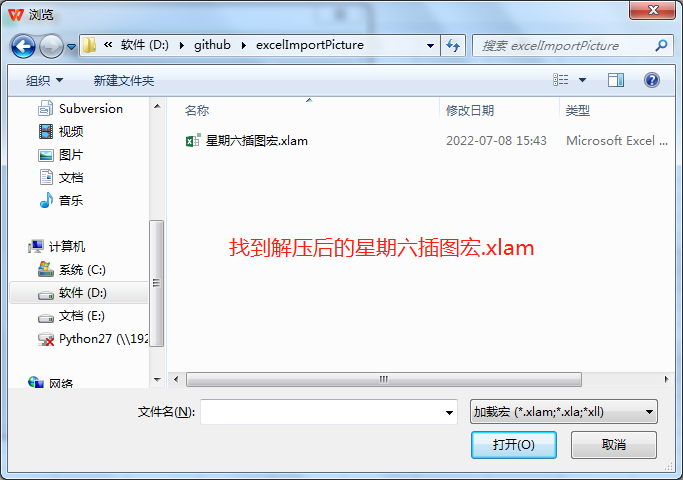 浏览
« 软件 (D:) ▸ github ▸ excelImportPicture
搜索 excelImportPicture
组织
新建文件夹
名称
修改日期
类型
星期六插图宏.xlam
2022-07-08 15:43
Microsoft Excel ...
Subversion
视频
图片
文档
音乐
计算机
系统 (C:)
软件 (D:)
文档 (E:)
Python27 (\\192
网络
找到解压后的星期六插图宏.xlam
文件名(N):
加载宏 (*.xlam;*.xla;*xll)
打开(O)
取消